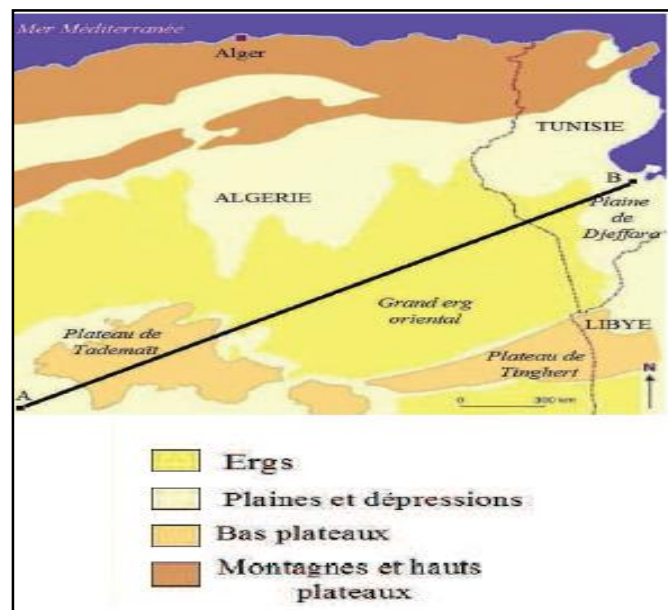 Mer Méditerranée
Alger
TUNISIE
ALGERIE
B
Plaine
de
Djeffara
Grand erg
oriental
Plateau de
Tademaït
LIBYE
Plateau de
Tinghert
A
N
0 300 km
Ergs
Plaines et dépressions
Bas plateaux
Montagnes et hauts
plateaux